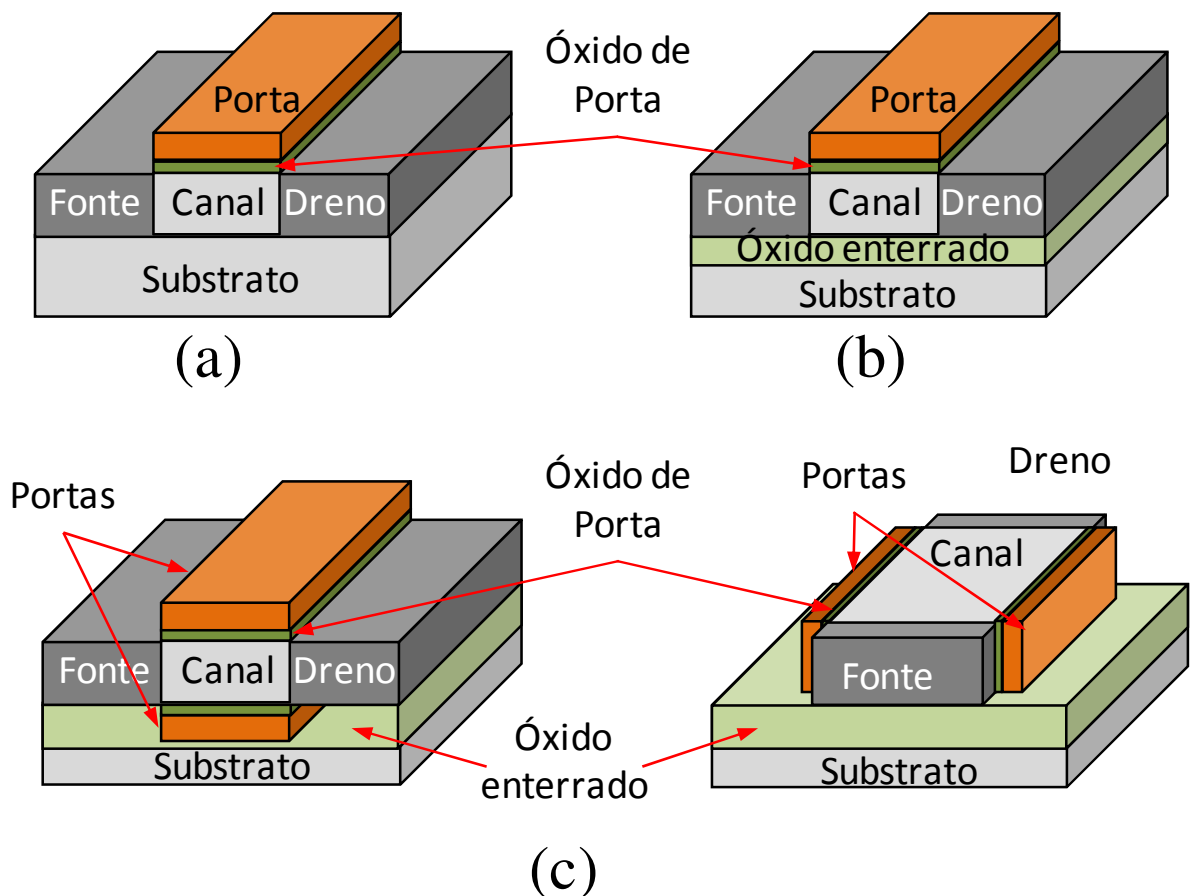 Óxido de
Porta
Porta
Porta
Fonte
Canal
Dreno
Fonte
Canal
Dreno
Óxido enterrado
Substrato
Substrato
(a)
(b)
Portas
Óxido de
Porta
Portas
Dreno
Canal
Fonte
Canal
Dreno
Fonte
Óxido
enterrado
Substrato
Substrato
(c)